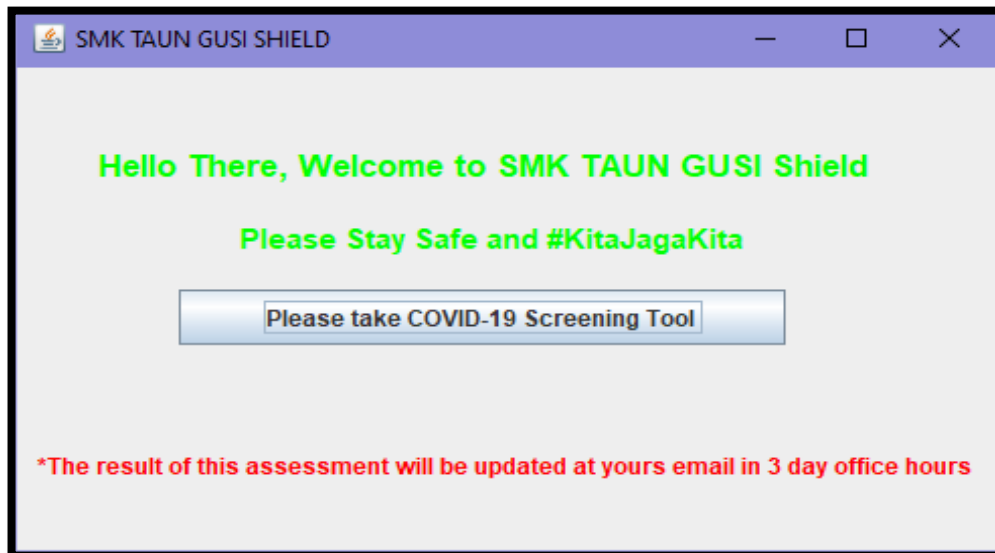 SMK TAUN GUSI SHIELD
Hello There, Welcome to SMK TAUN GUSI Shield
Please Stay Safe and #KitaJagaKita
Please take COVID-19 Screening Tool
*The result of this assessment will be updated at yours email in 3 day office hours